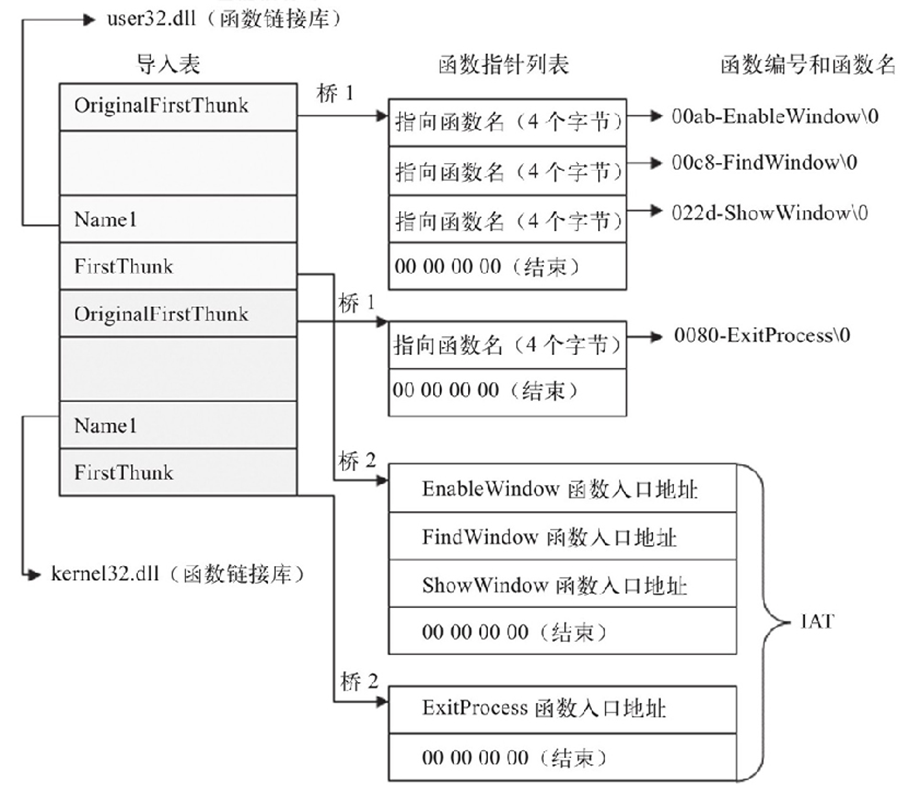 user32.dll（函数链接库）
导入表
函数指针列表
函数编号和函数名
OriginalFirstThunk
桥 1
指向函数名（4 个字节）
00ab-EnableWindow\0
指向函数名（4 个字节）
00c8-FindWindow\0
Name1
指向函数名（4 个字节）
022d-ShowWindow\0
FirstThunk
00 00 00 00（结束）
OriginalFirstThunk
桥 1
指向函数名（4 个字节）
0080-ExitProcess\0
00 00 00 00（结束）
Name1
FirstThunk
桥 2
EnableWindow 函数入口地址
FindWindow 函数入口地址
kernel32.dll（函数链接库）
ShowWindow 函数入口地址
00 00 00 00（结束）
IAT
桥 2
ExitProcess 函数入口地址
00 00 00 00（结束）